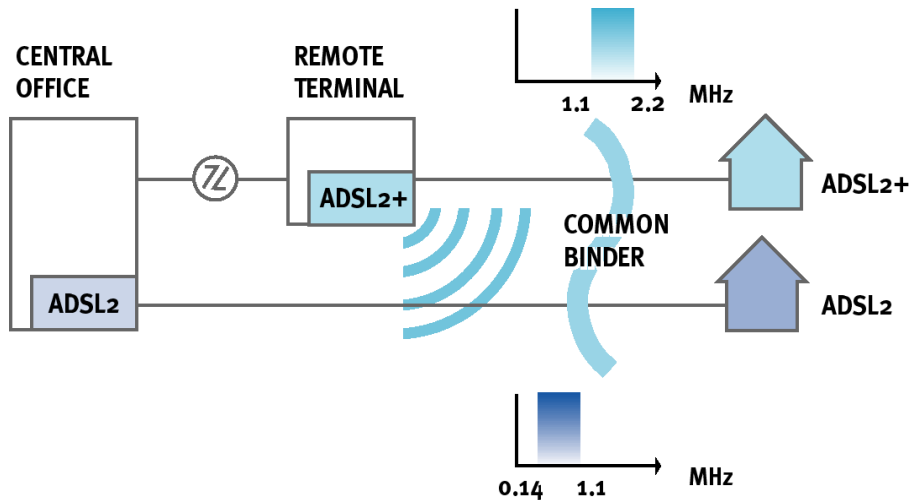 CENTRAL
OFFICE
REMOTE
TERMINAL
1.1 2.2 MHz
ADSL2+
ADSL2+
COMMON
BINDER
ADSL2
ADSL2
0.14 1.1 MHz